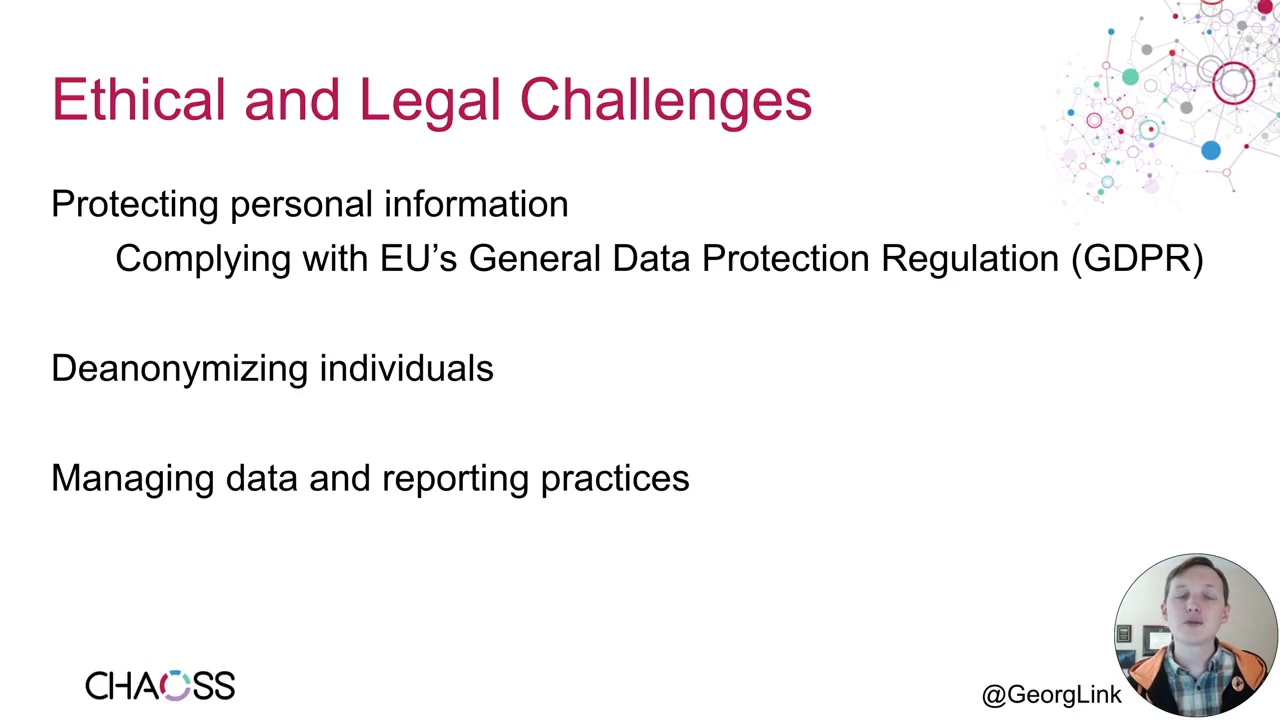 Ethical and Legal Challenges
Protecting personal information
Complying with EU’s General Data Protection Regulation (GDPR)
Deanonymizing individuals
Managing data and reporting practices
CHAOSS
@GeorgLink